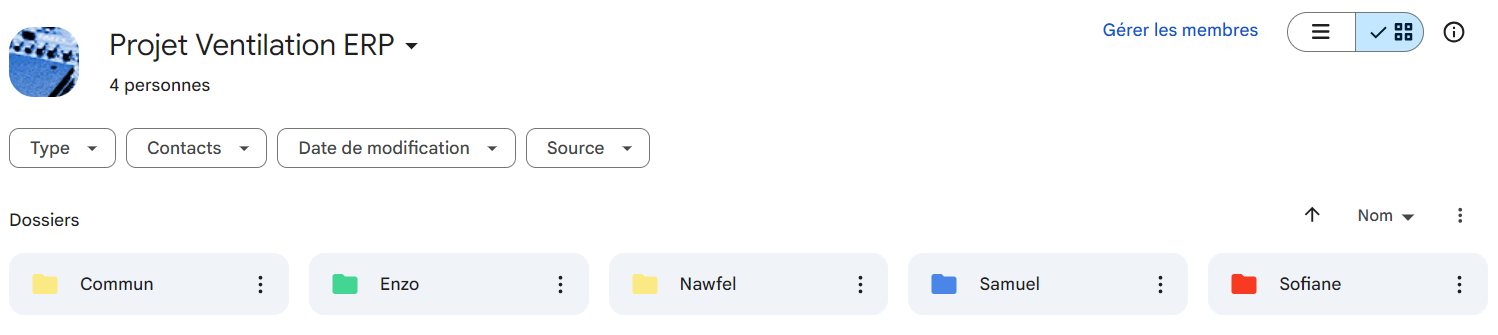 Projet Ventilation ERP
Gérer les membres
4 personnes
Type Contacts Date de modification Source
Dossiers Nom
Commun Enzo Nawfel Samuel Sofiane